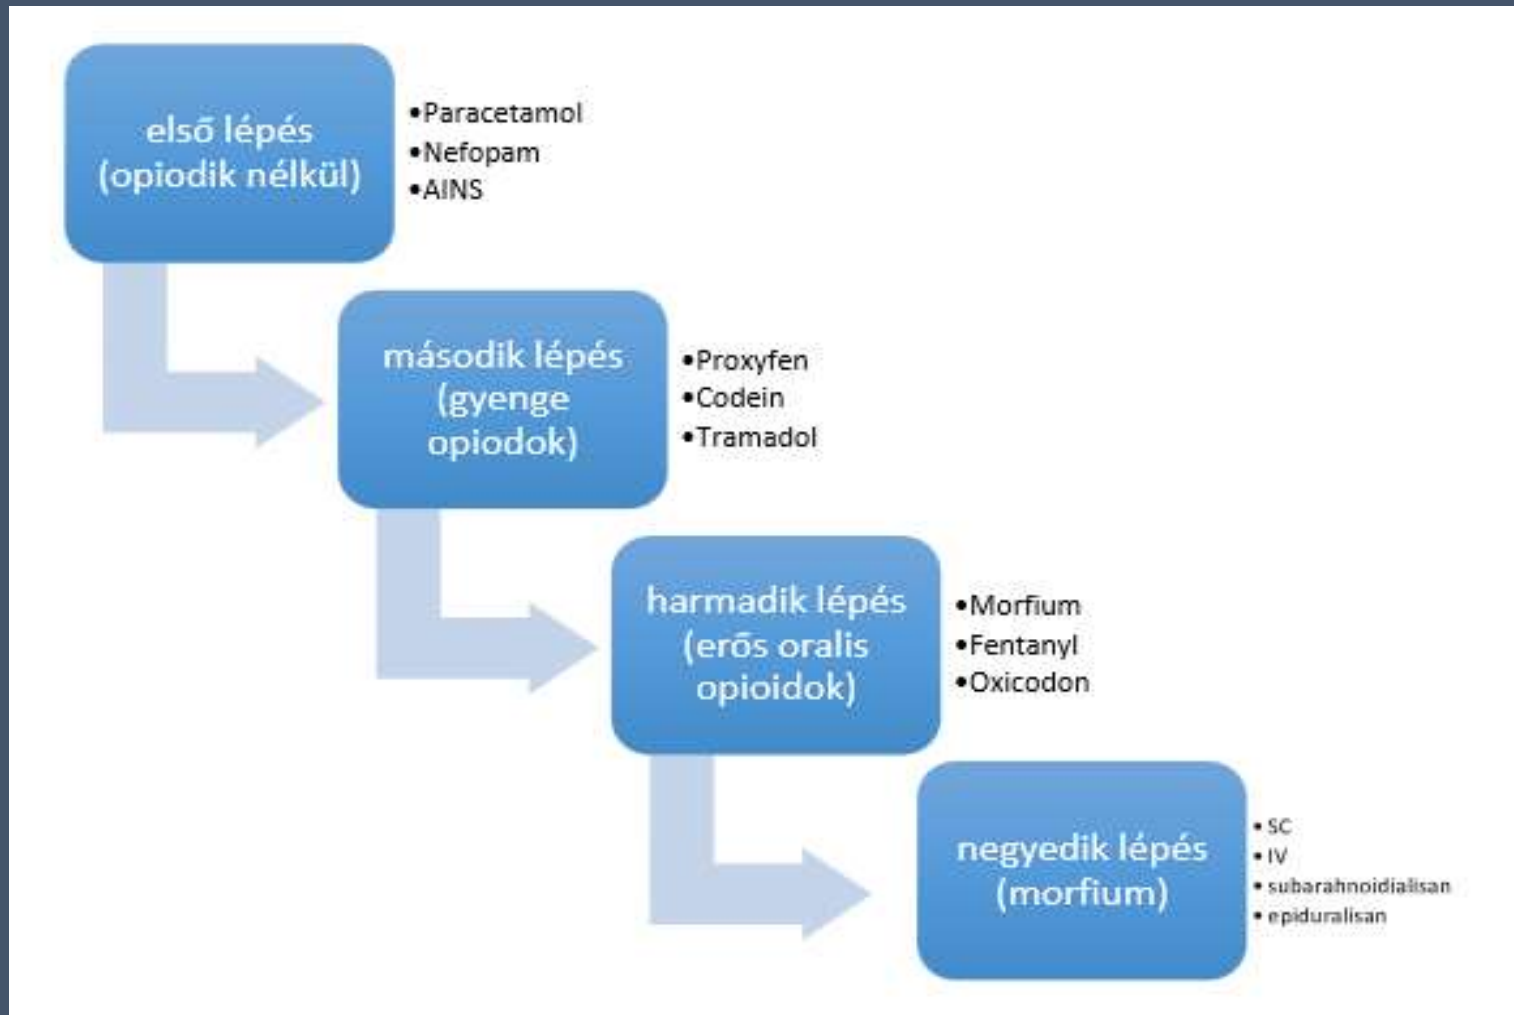 első lépés
(opiodik nélkül)
•Paracetamol
•Nefopam
•AINS
második lépés
(gyenge
opiodok)
•Proxyfen
•Codein
•Tramadol
harmadik lépés
(erős oralis
opioidok)
•Morfium
•Fentanyl
•Oxicodon
negyedik lépés
(morfium)
• SC
• IV
• subarahnoidialisan
• epiduralisan